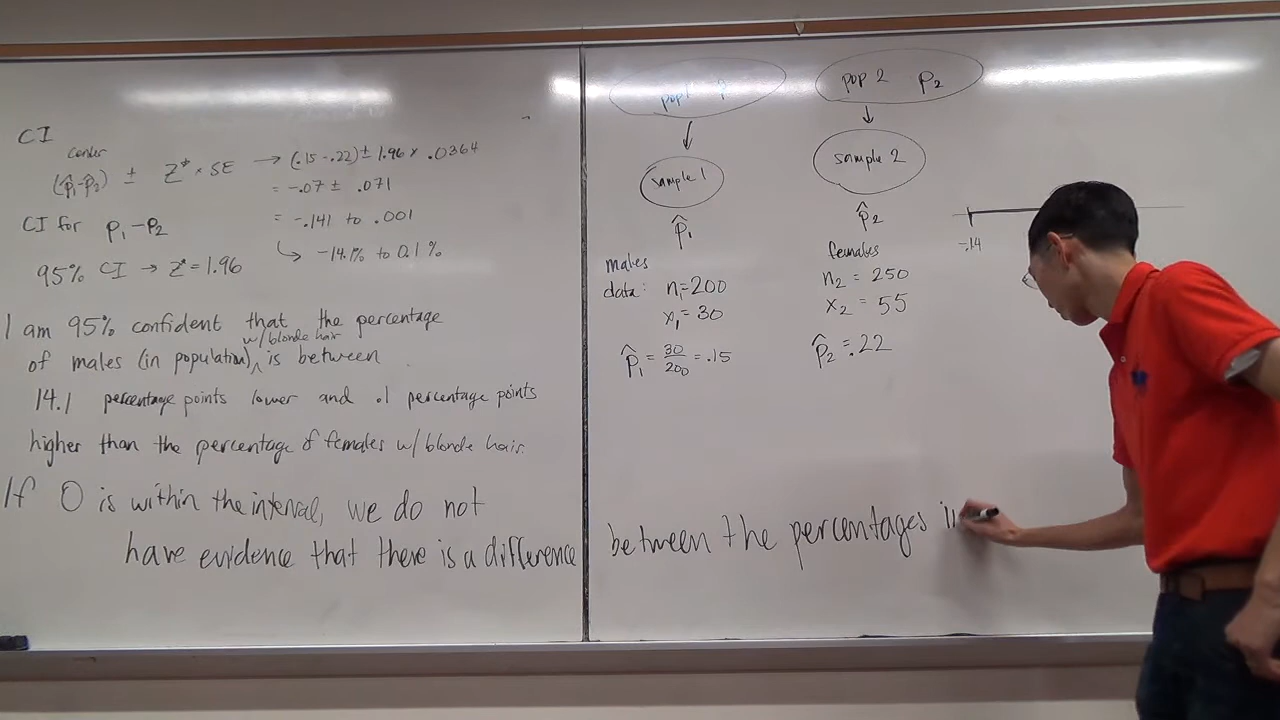 CI
center
(p̂₁-p̂₂) ± Z* × SE → (.15-.22) ± 1.96 × .0364
= -.07 ± .071
CI for p₁-p₂
= -.141 to .001
↳ -14.1% to 0.1%
95% CI → Z* = 1.96
I am 95% confident that the percentage
w/ blonde hair
of males (in population) ^ is between
14.1 percentage points lower and .1 percentage points
higher than the percentage of females w/ blonde hair.
If 0 is within the interval, we do not
have evidence that there is a difference
pop1
pop 2 p₂
sample 1
sample 2
p̂₁
p̂₂
males
data: n₁=200
x₁=30
p̂₁ = 30/200 = .15
females
n₂ = 250
x₂ = 55
p̂₂ = .22
-.14
between the percentages in